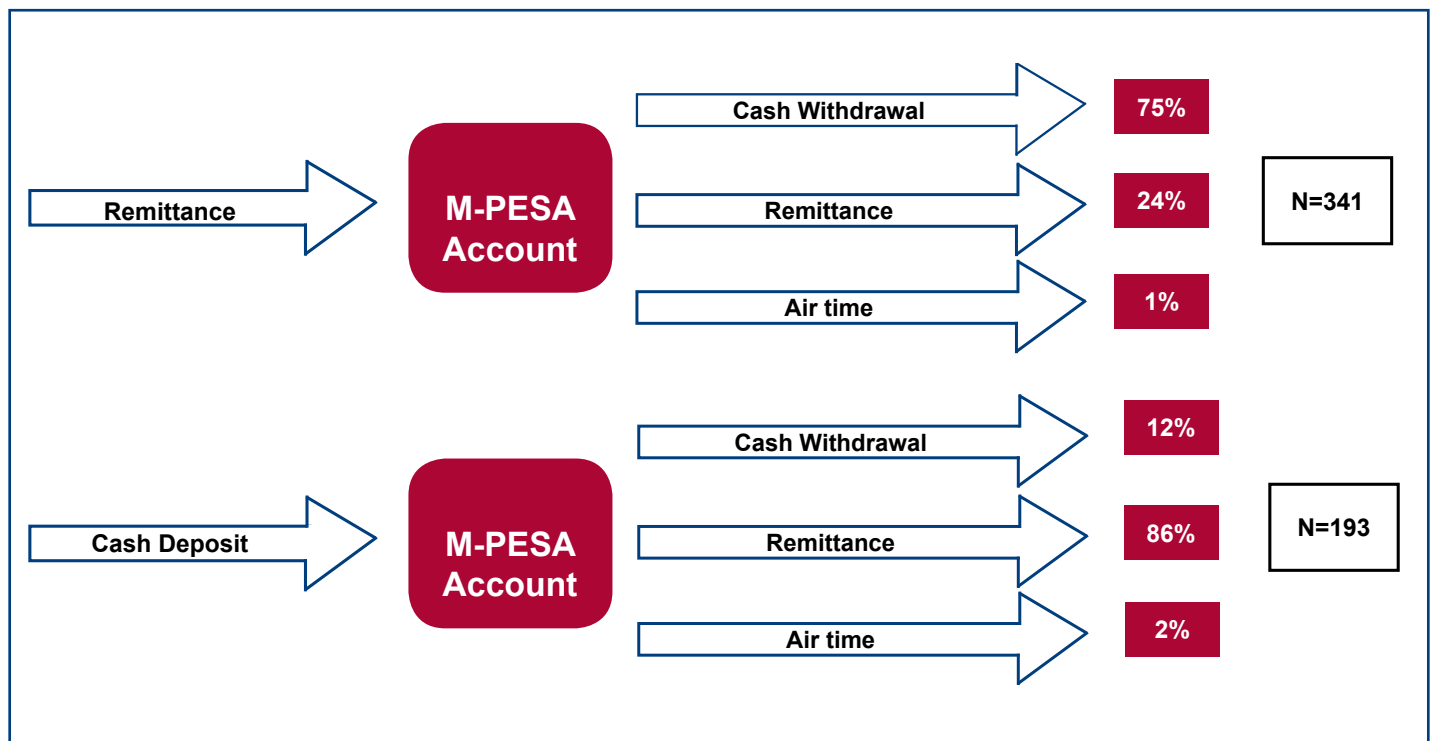 Cash Withdrawal
75%
Remittance
M-PESA
Account
Remittance
24%
N=341
Air time
1%
Cash Withdrawal
12%
Cash Deposit
M-PESA
Account
Remittance
86%
N=193
Air time
2%